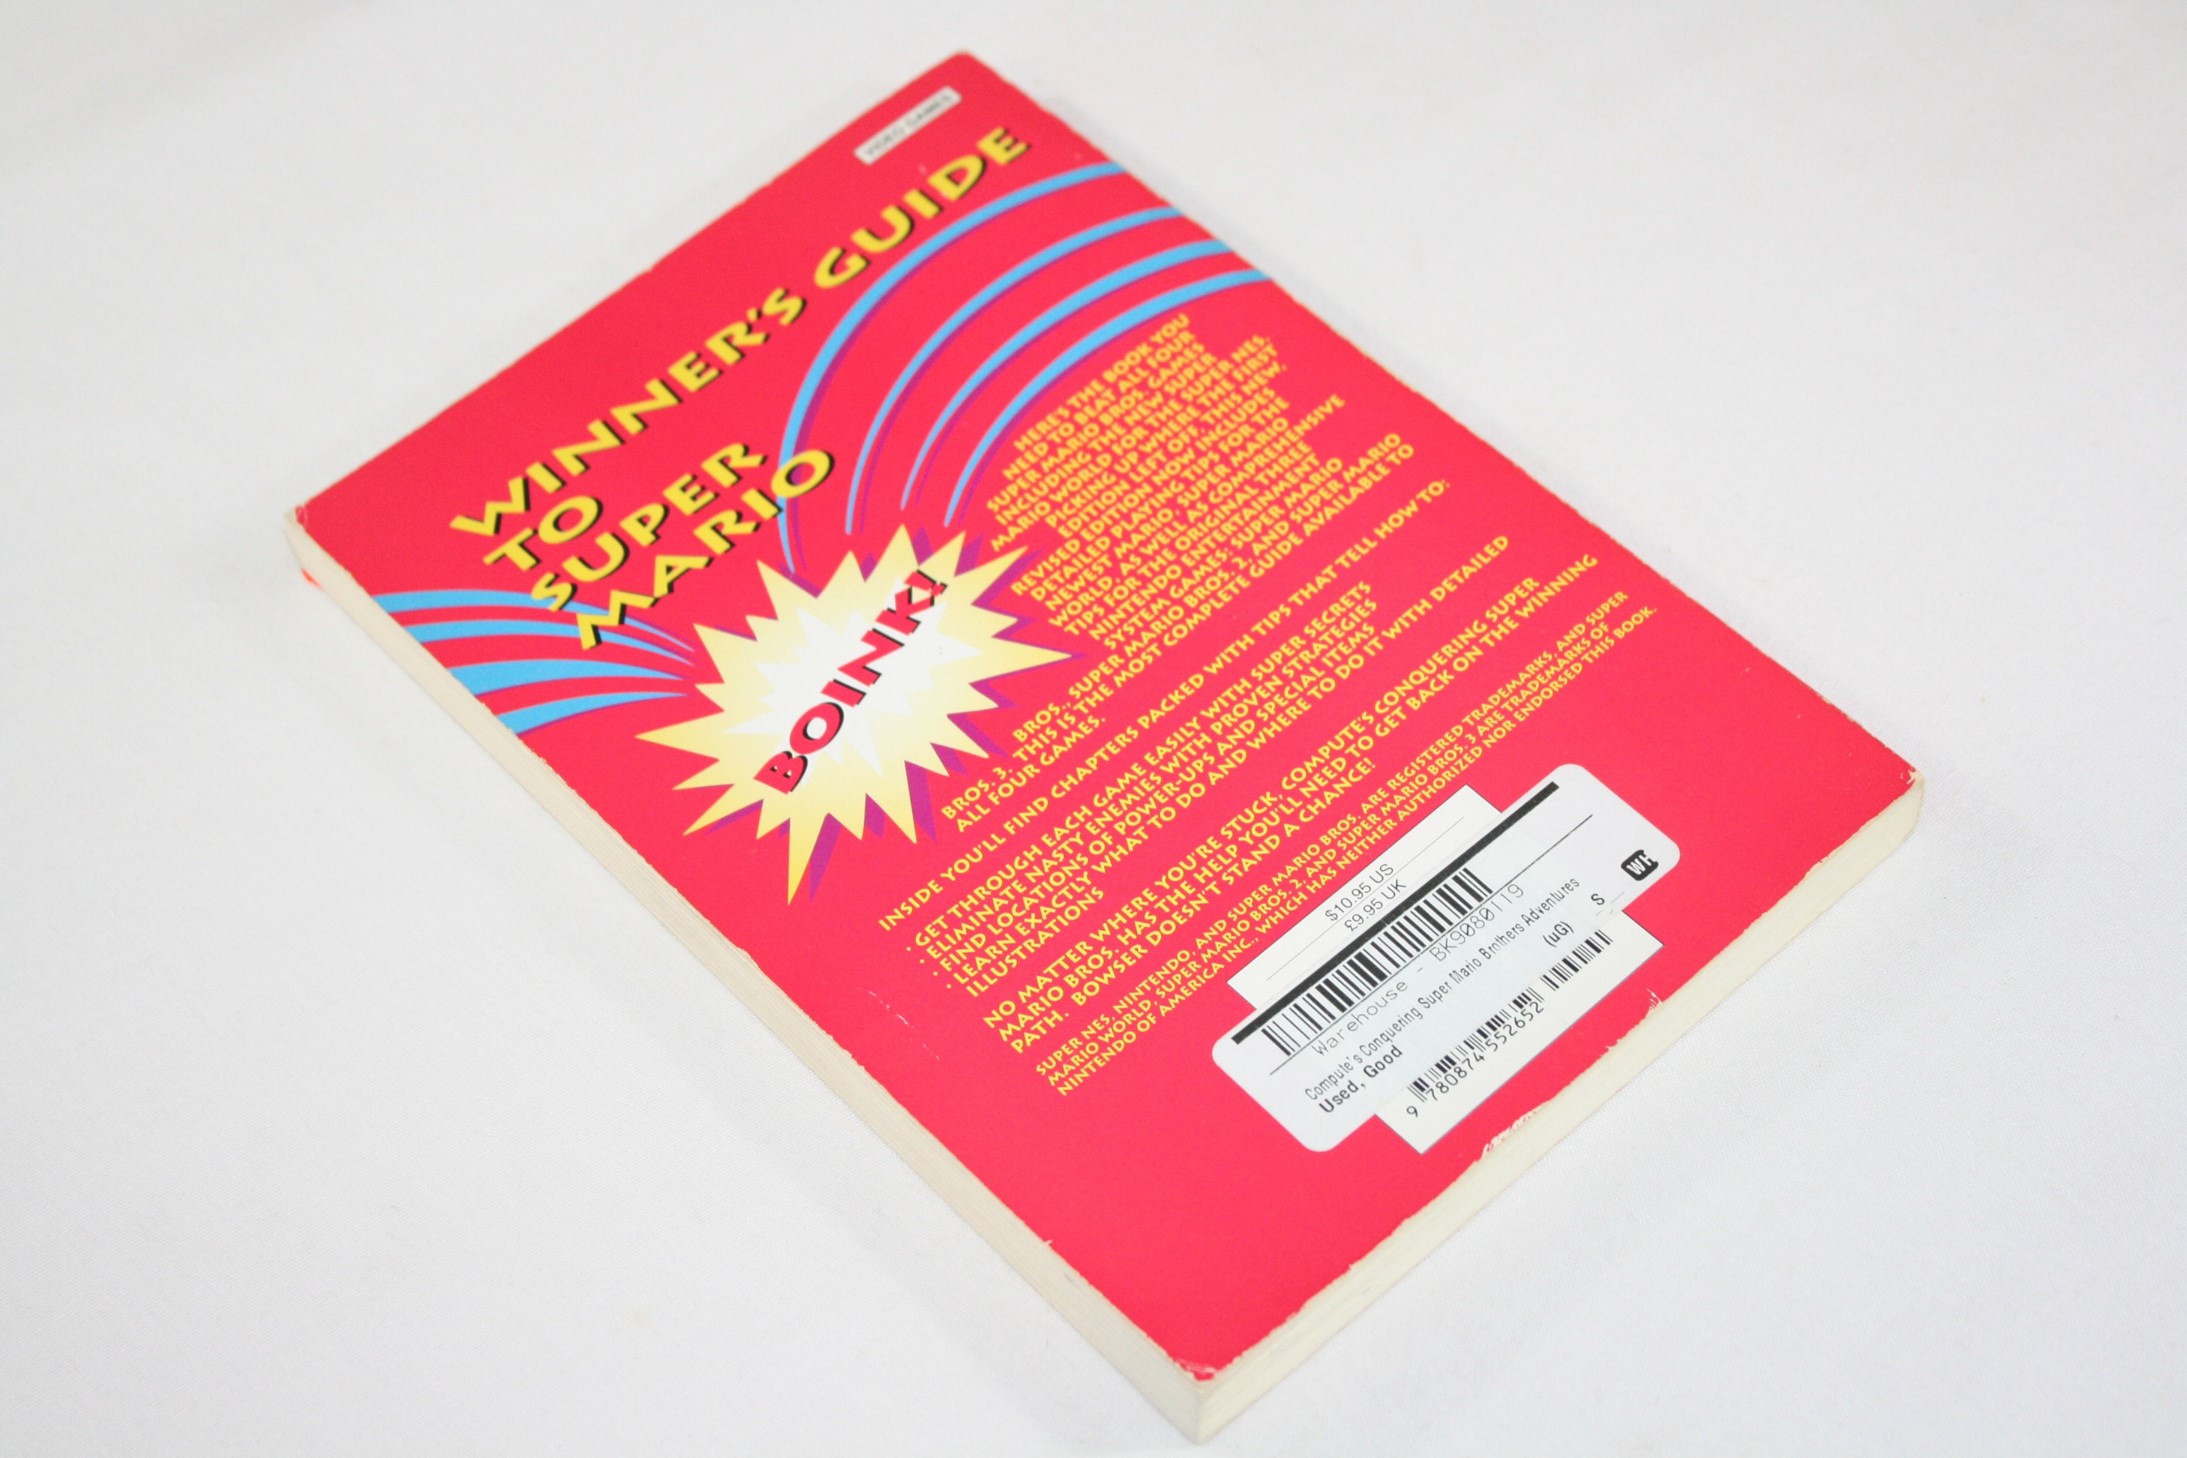 VIDEO GAMES
WINNER'S GUIDE
TO
SUPER
MARIO
BOINK!
HERE'S THE BOOK YOU
NEED TO BEAT ALL FOUR
SUPER MARIO BROS. GAMES
INCLUDING THE NEW SUPER
MARIO WORLD FOR THE SUPER NES.
PICKING UP WHERE THE FIRST
EDITION LEFT OFF, THIS NEW,
REVISED EDITION NOW INCLUDES
DETAILED PLAYING TIPS FOR THE
NEWEST MARIO, SUPER MARIO
WORLD, AS WELL AS COMPREHENSIVE
TIPS FOR THE ORIGINAL THREE
NINTENDO ENTERTAINMENT
SYSTEM GAMES: SUPER MARIO
BROS., SUPER MARIO BROS. 2, AND SUPER MARIO
BROS. 3. THIS IS THE MOST COMPLETE GUIDE AVAILABLE TO
ALL FOUR GAMES.
INSIDE YOU'LL FIND CHAPTERS PACKED WITH TIPS THAT TELL HOW TO:
· GET THROUGH EACH GAME EASILY WITH SUPER SECRETS
· ELIMINATE NASTY ENEMIES WITH PROVEN STRATEGIES
· FIND LOCATIONS OF POWER-UPS AND SPECIAL ITEMS
· LEARN EXACTLY WHAT TO DO AND WHERE TO DO IT WITH DETAILED
ILLUSTRATIONS
NO MATTER WHERE YOU'RE STUCK, COMPUTE'S CONQUERING SUPER
MARIO BROS. HAS THE HELP YOU'LL NEED TO GET BACK ON THE WINNING
PATH. BOWSER DOESN'T STAND A CHANCE!
SUPER NES, NINTENDO, AND SUPER MARIO BROS. ARE REGISTERED TRADEMARKS, AND SUPER
MARIO WORLD, SUPER MARIO BROS. 2, AND SUPER MARIO BROS. 3 ARE TRADEMARKS OF
NINTENDO OF AMERICA INC., WHICH HAS NEITHER AUTHORIZED NOR ENDORSED THIS BOOK.
$10.95 US
£9.95 UK
WH
Warehouse - BK9080119
Compute's Conquering Super Mario Brothers Adventures
Used, Good (uG) S
9 780874 552652